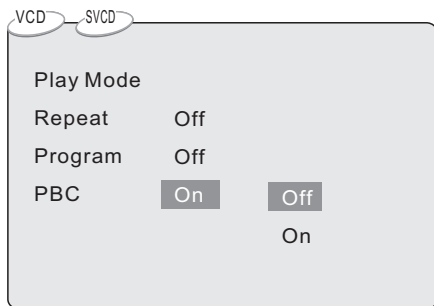 VCD SVCD
Play Mode
Repeat Off
Program Off
PBC On Off
On